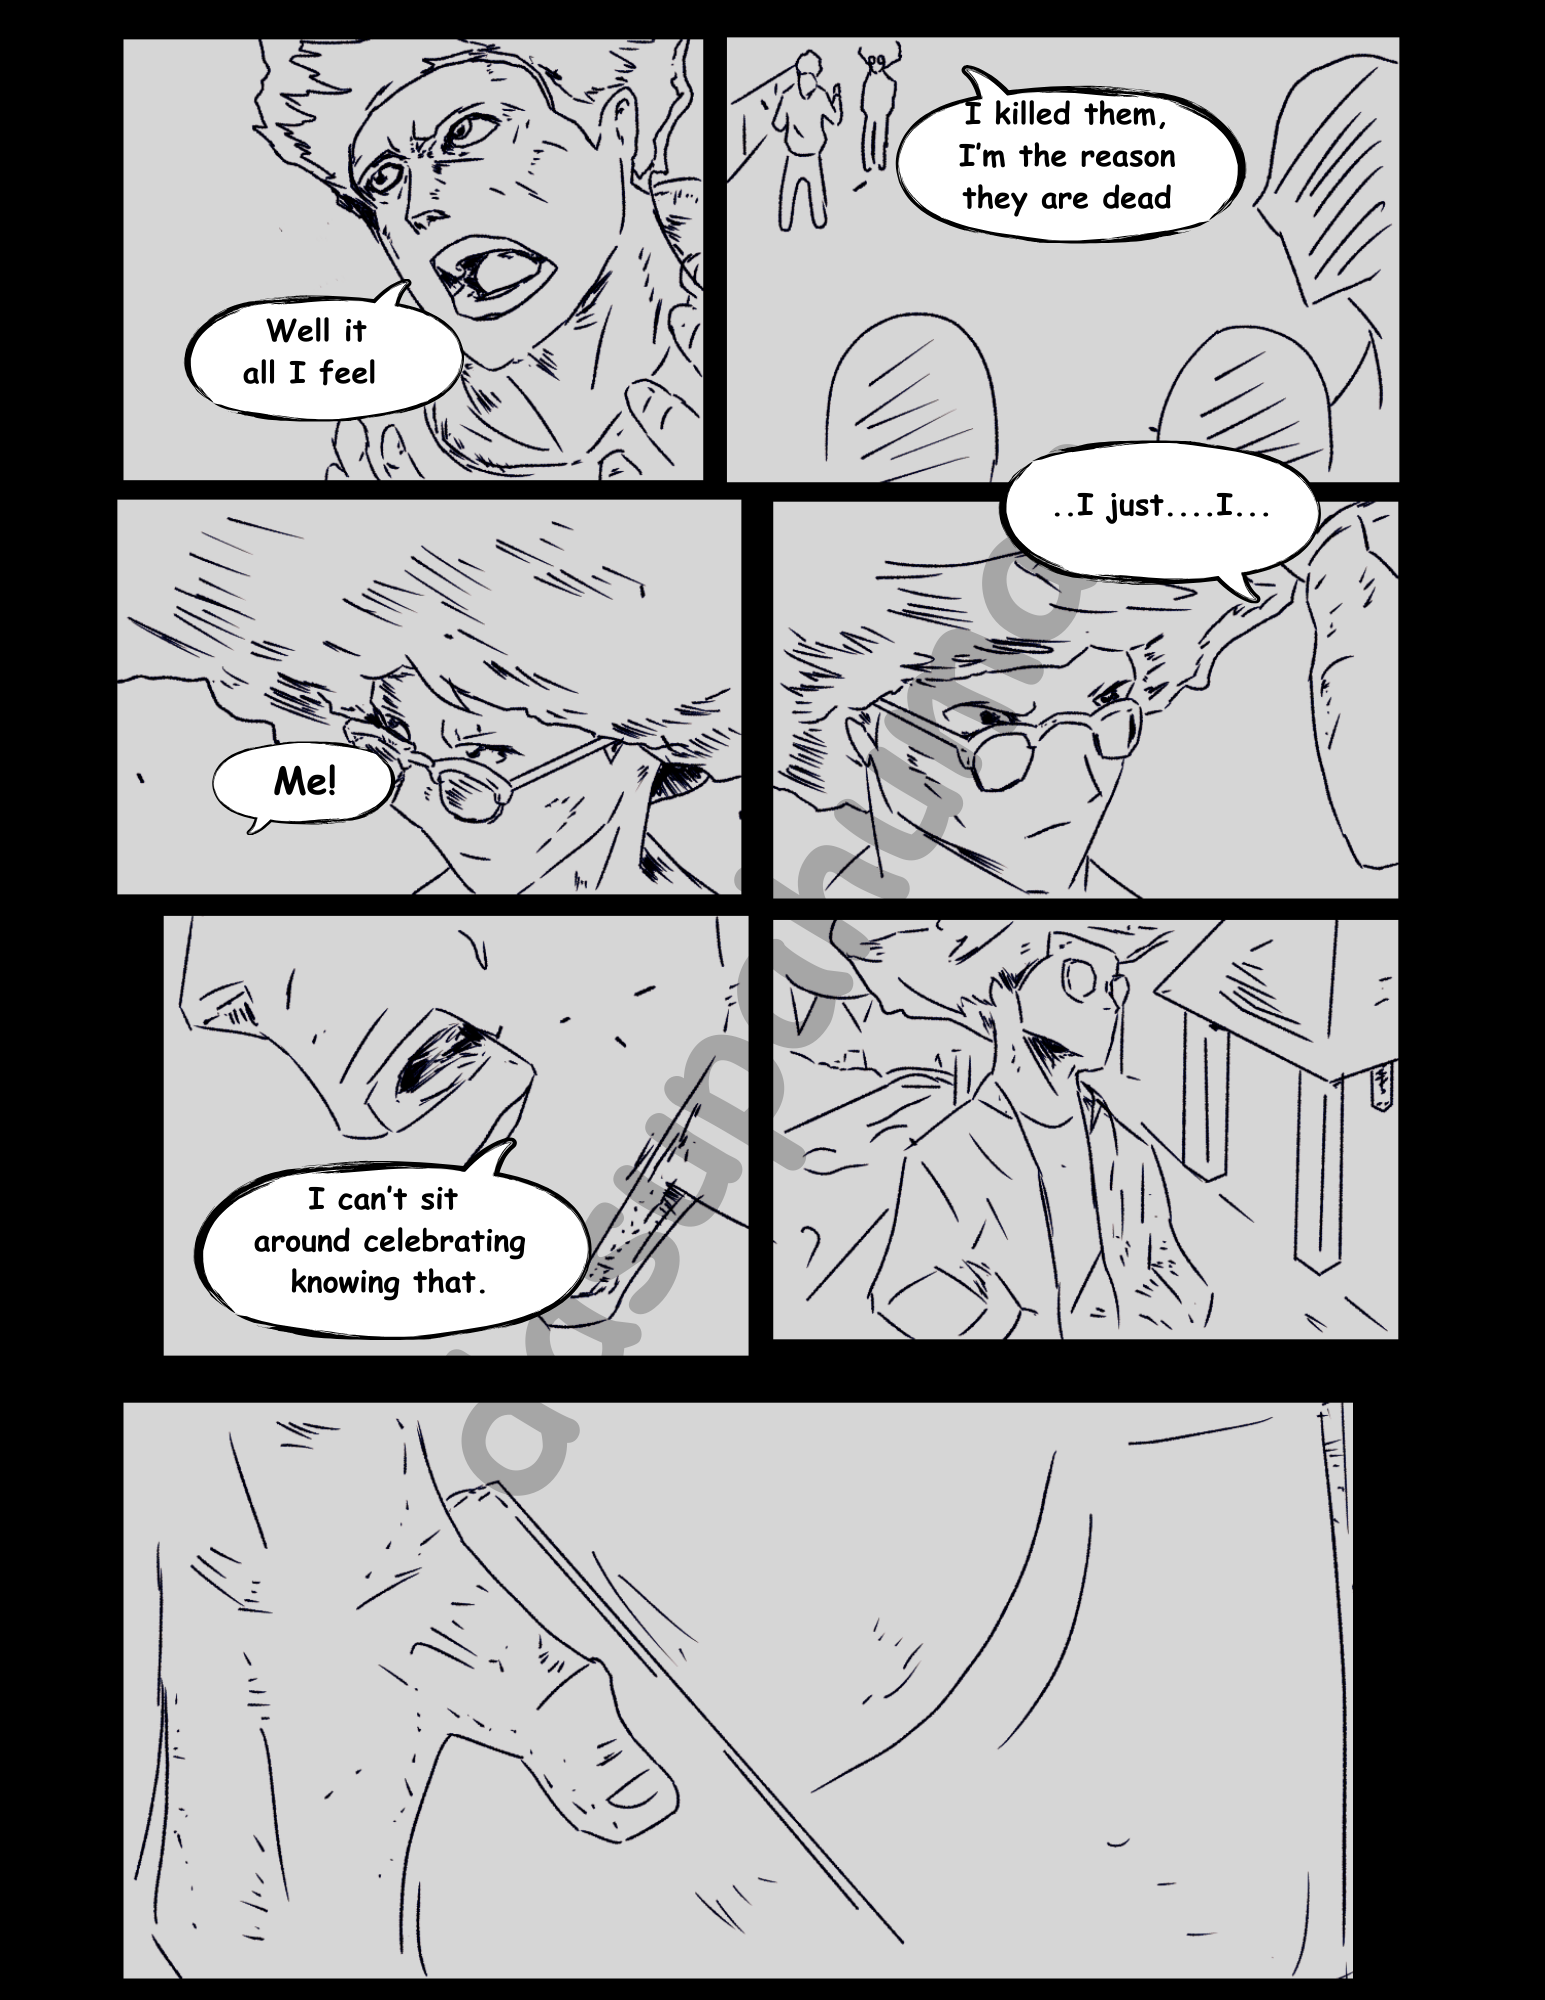 Well it
all I feel
I killed them,
I'm the reason
they are dead
Me!
..I just....I...
I can't sit
around celebrating
knowing that.